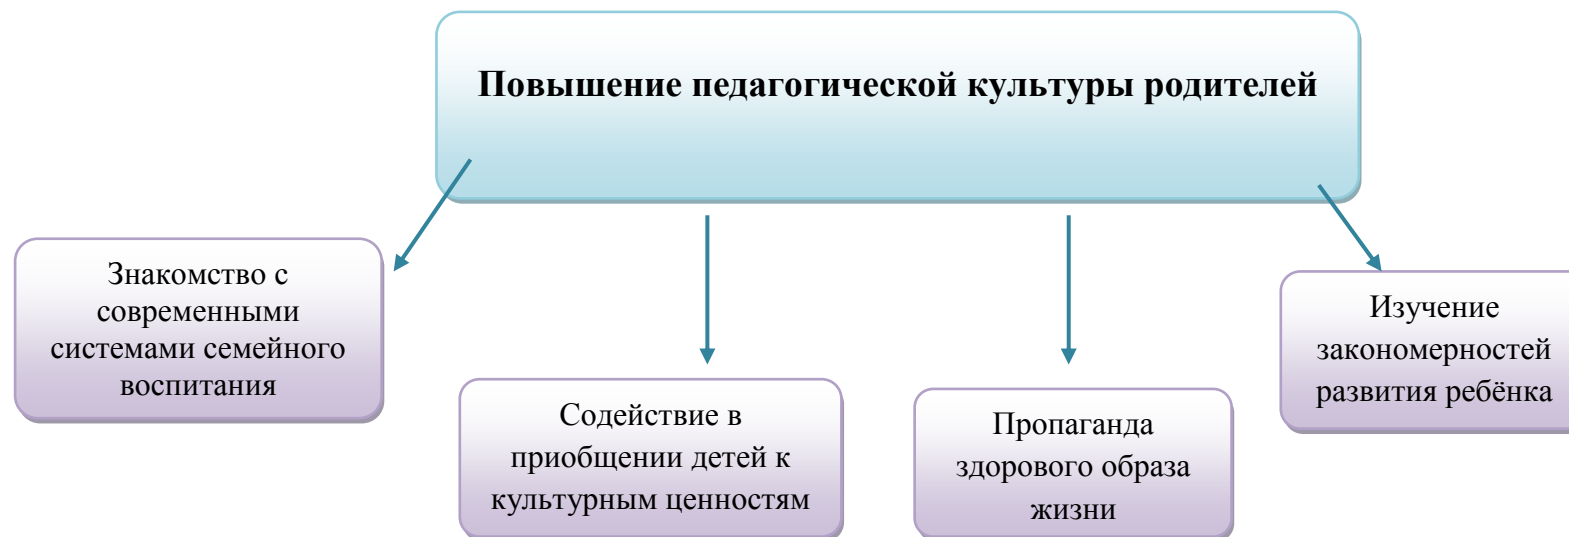 Повышение педагогической культуры родителей
Знакомство с
современными
системами семейного
воспитания
Содействие в
приобщении детей к
культурным ценностям
Пропаганда
здорового образа
жизни
Изучение
закономерностей
развития ребёнка